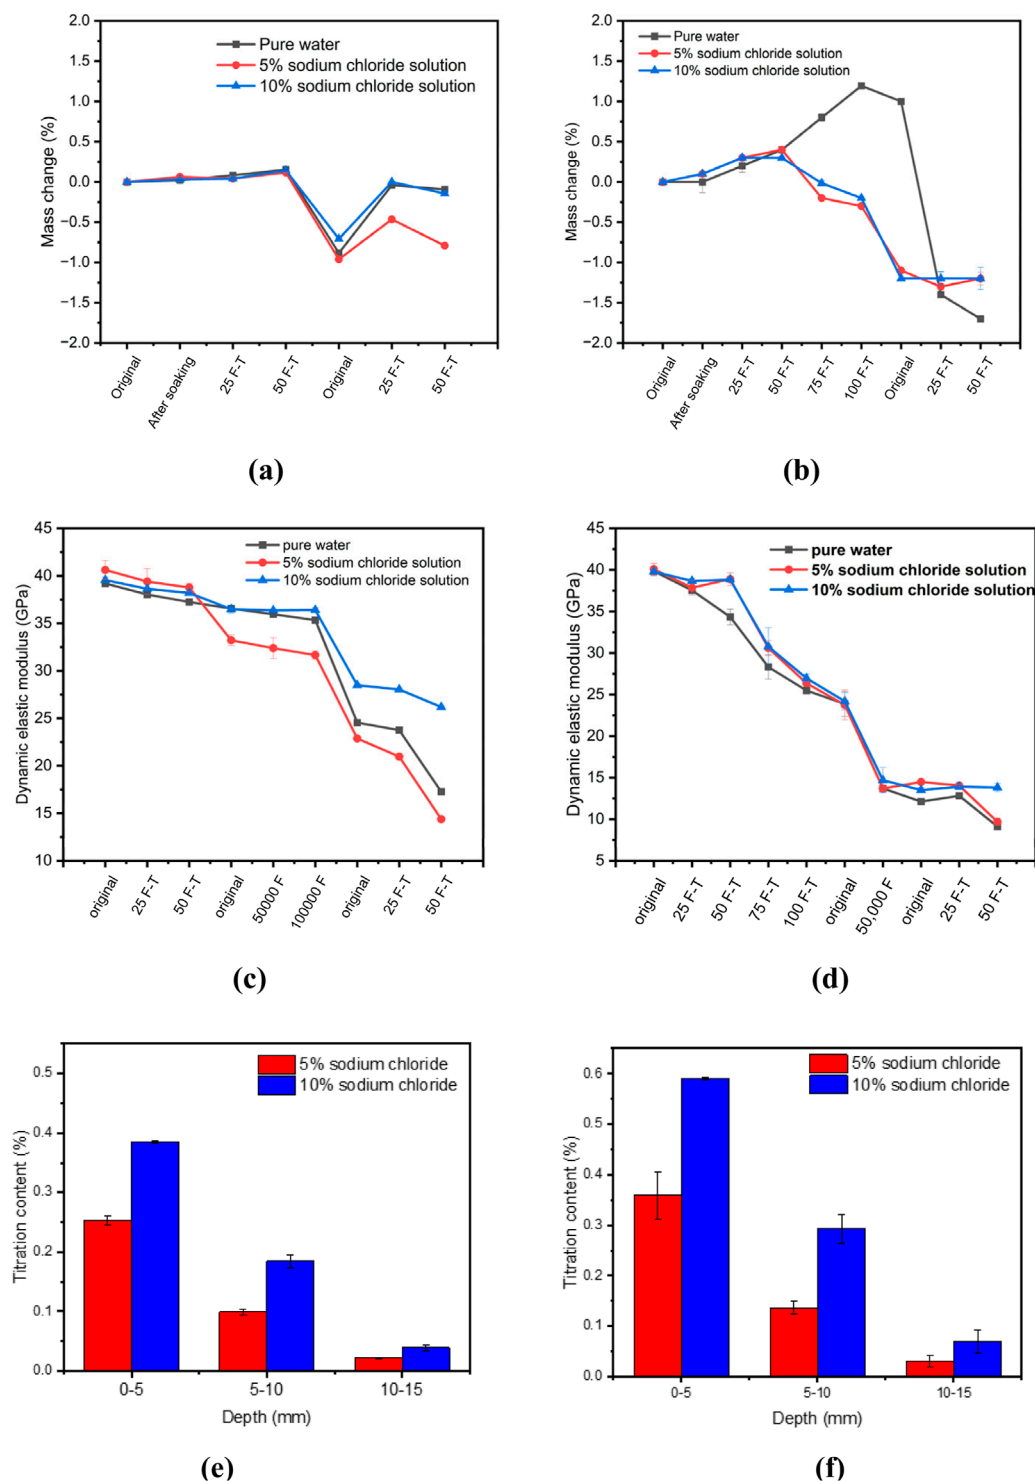 2.0
1.5
1.0
0.5
0.0
−0.5
−1.0
−1.5
−2.0
Mass change (%)
Pure water
5% sodium chloride solution
10% sodium chloride solution
Original
After soaking
25 F-T
50 F-T
Original
25 F-T
50 F-T
(a)
2.0
1.5
1.0
0.5
0.0
−0.5
−1.0
−1.5
−2.0
Mass change (%)
Pure water
5% sodium chloride solution
10% sodium chloride solution
Original
After soaking
25 F-T
50 F-T
75 F-T
100 F-T
Original
25 F-T
50 F-T
(b)
45
40
35
30
25
20
15
10
Dynamic elastic modulus (GPa)
pure water
5% sodium chloride solution
10% sodium chloride solution
original
25 F-T
50 F-T
original
50000 F
100000 F
original
25 F-T
50 F-T
(c)
45
40
35
30
25
20
15
10
5
Dynamic elastic modulus (GPa)
pure water
5% sodium chloride solution
10% sodium chloride solution
original
25 F-T
50 F-T
75 F-T
100 F-T
original
50,000 F
original
25 F-T
50 F-T
(d)
0.5
0.4
0.3
0.2
0.1
0.0
Titration content (%)
5% sodium chloride
10% sodium chloride
0-5
5-10
10-15
Depth (mm)
(e)
0.6
0.5
0.4
0.3
0.2
0.1
0.0
Titration content (%)
5% sodium chloride
10% sodium chloride
0-5
5-10
10-15
Depth (mm)
(f)